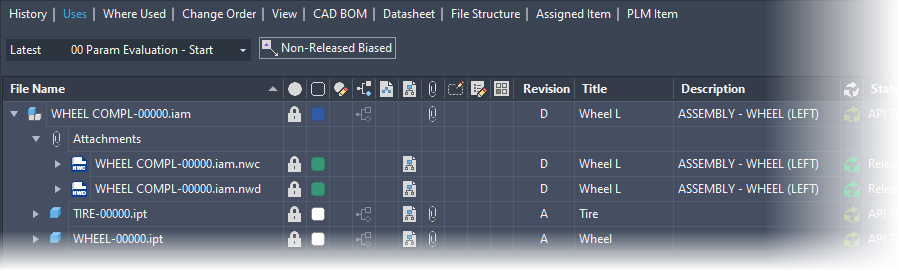 History | Uses | Where Used | Change Order | View | CAD BOM | Datasheet | File Structure | Assigned Item | PLM Item
Latest 00 Param Evaluation - Start Non-Released Biased
File Name Revision Title Description State
WHEEL COMPL-00000.iam D Wheel L ASSEMBLY - WHEEL (LEFT) API T
Attachments
NWC WHEEL COMPL-00000.iam.nwc D Wheel L ASSEMBLY - WHEEL (LEFT) Relea
NWD WHEEL COMPL-00000.iam.nwd D Wheel L ASSEMBLY - WHEEL (LEFT) Relea
TIRE-00000.ipt A Tire API T
WHEEL-00000.ipt A Wheel